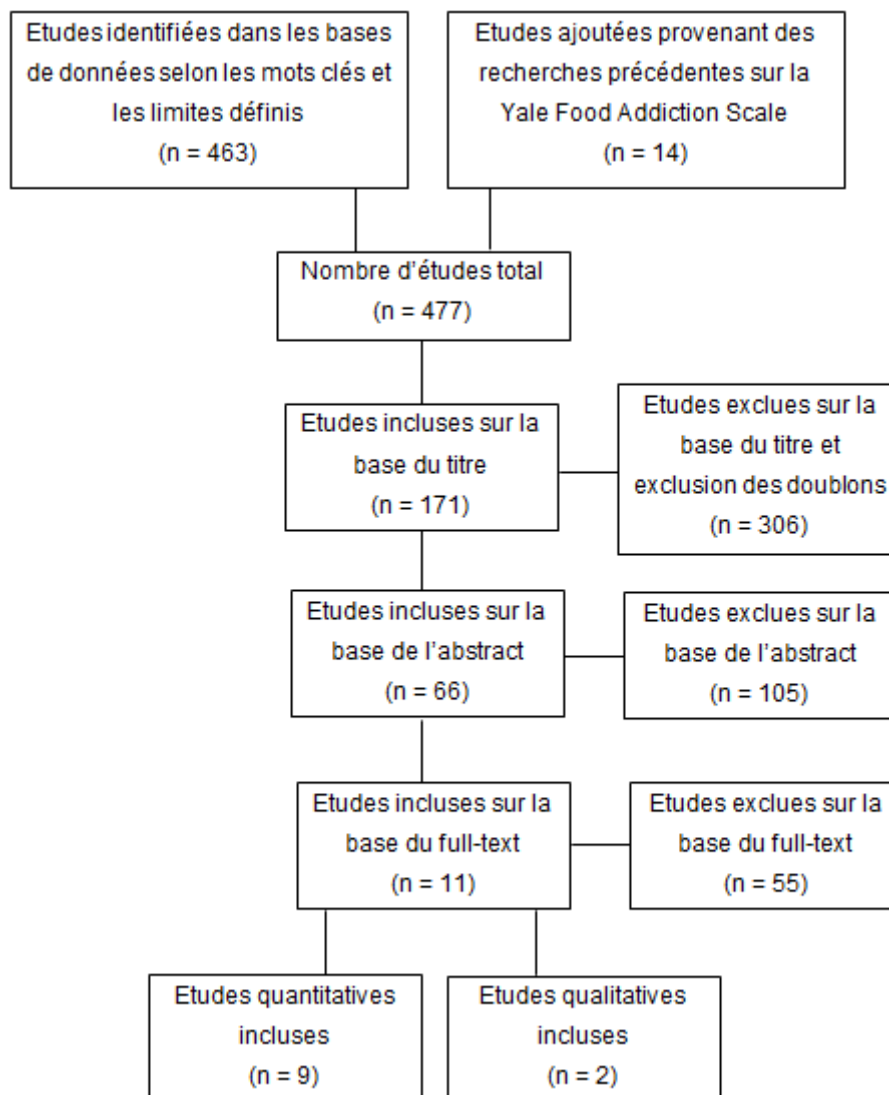 Etudes identifiées dans les bases
de données selon les mots clés et
les limites définis
(n = 463)
Etudes ajoutées provenant des
recherches précédentes sur la
Yale Food Addiction Scale
(n = 14)
Nombre d'études total
(n = 477)
Etudes incluses sur la
base du titre
(n = 171)
Etudes exclues sur la
base du titre et
exclusion des doublons
(n = 306)
Etudes incluses sur la
base de l'abstract
(n = 66)
Etudes exclues sur la
base de l'abstract
(n = 105)
Etudes incluses sur la
base du full-text
(n = 11)
Etudes exclues sur la
base du full-text
(n = 55)
Etudes quantitatives
incluses
(n = 9)
Etudes qualitatives
incluses
(n = 2)